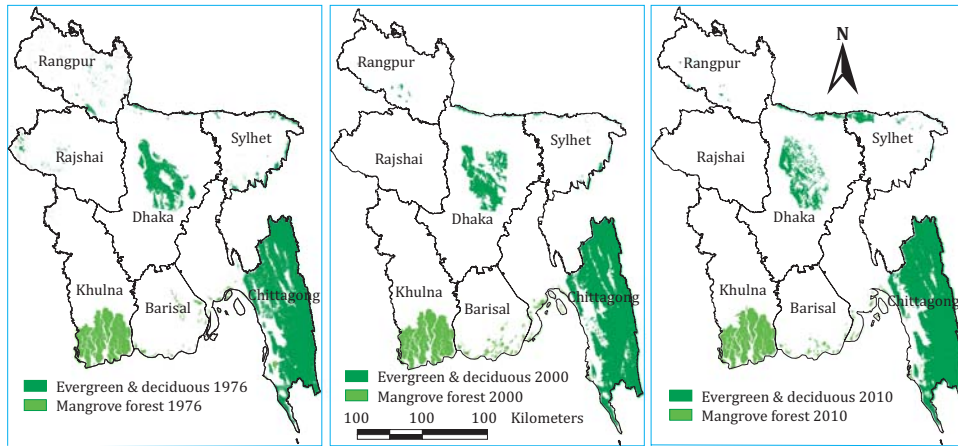 Rangpur
Sylhet
Rajshai
Dhaka
Khulna
Barisal
Chittagong
Evergreen & deciduous 1976
Mangrove forest 1976
Rangpur
Sylhet
Rajshai
Dhaka
Khulna
Barisal
Chittagong
Evergreen & deciduous 2000
Mangrove forest 2000
100 100 100 Kilometers
N
Rangpur
Sylhet
Rajshai
Dhaka
Khulna
Barisal
Chittagong
Evergreen & deciduous 2010
Mangrove forest 2010